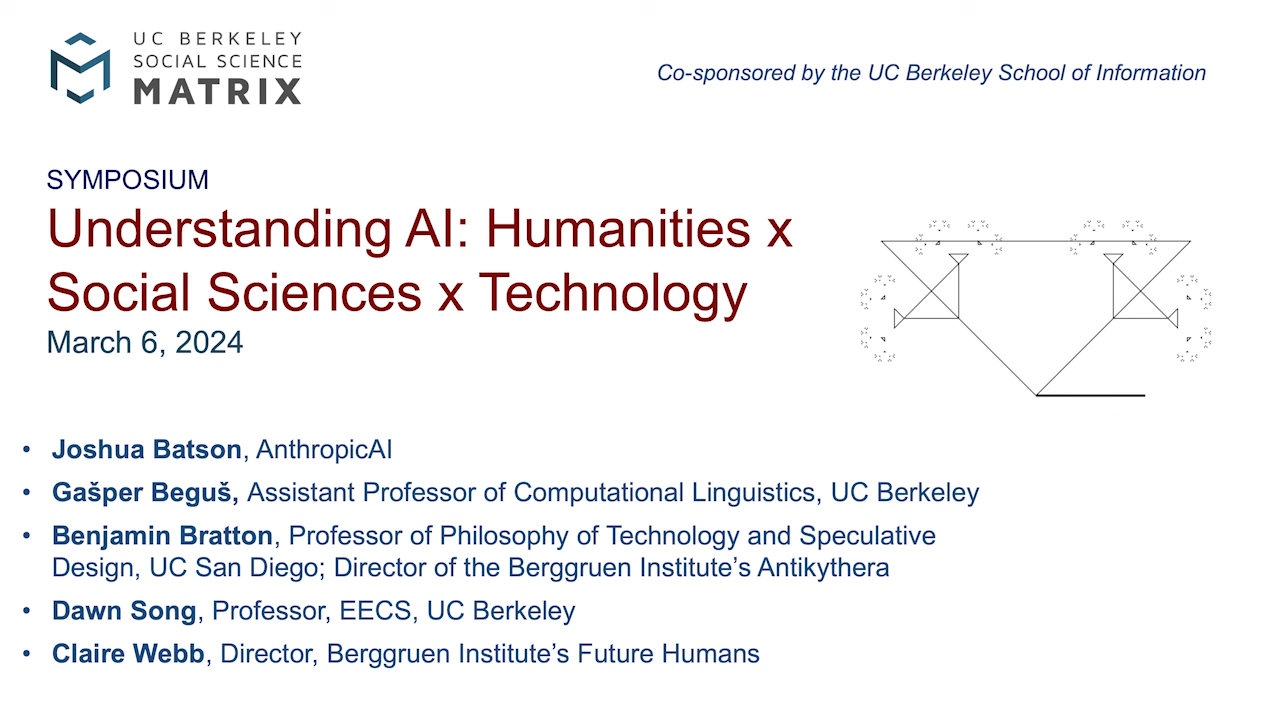 UC BERKELEY
SOCIAL SCIENCE
MATRIX
Co-sponsored by the UC Berkeley School of Information
SYMPOSIUM
Understanding AI: Humanities x
Social Sciences x Technology
March 6, 2024
• Joshua Batson, AnthropicAI
• Gašper Beguš, Assistant Professor of Computational Linguistics, UC Berkeley
• Benjamin Bratton, Professor of Philosophy of Technology and Speculative
Design, UC San Diego; Director of the Berggruen Institute’s Antikythera
• Dawn Song, Professor, EECS, UC Berkeley
• Claire Webb, Director, Berggruen Institute’s Future Humans